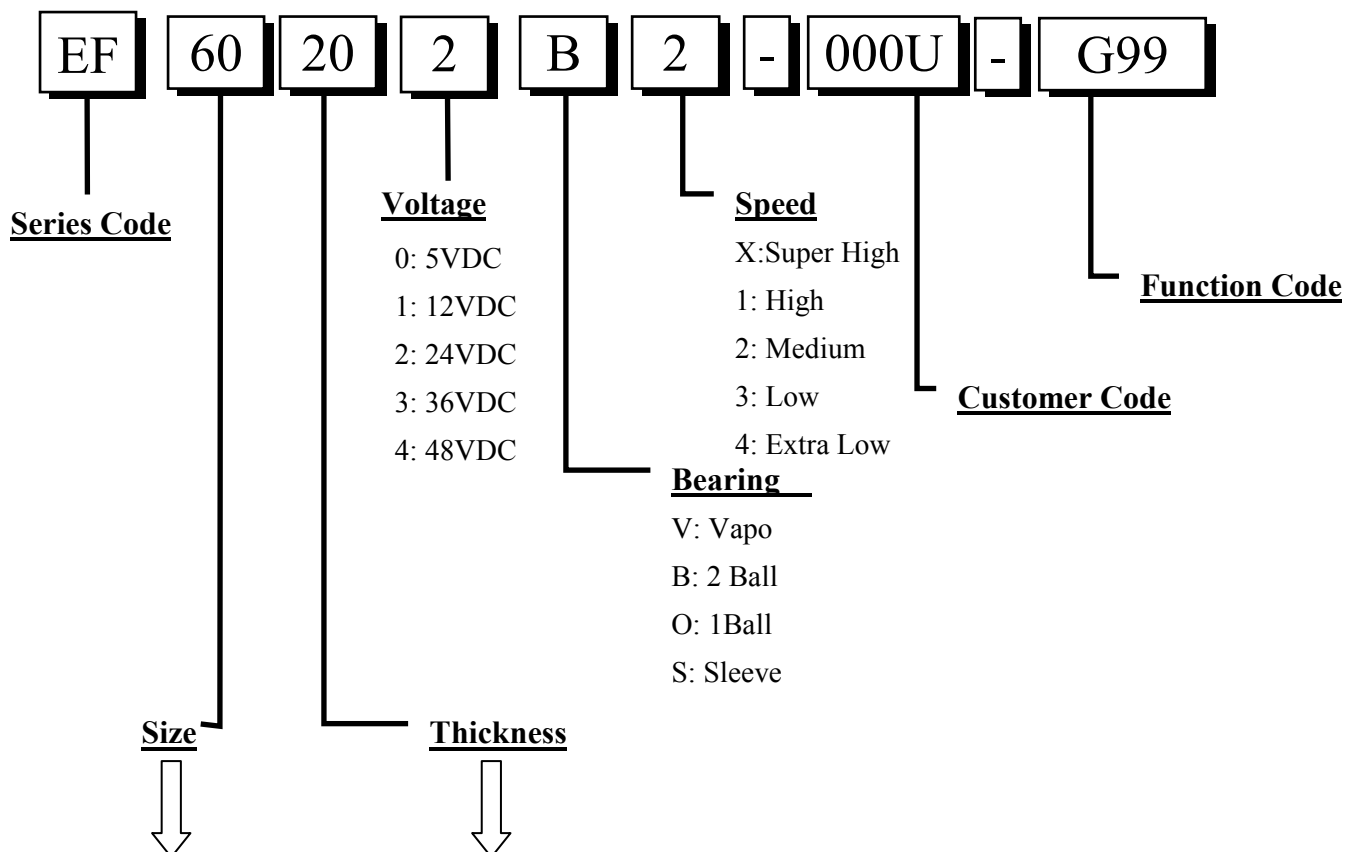 EF 60 20 2 B 2 - 000U - G99
Series Code
Voltage
0: 5VDC
1: 12VDC
2: 24VDC
3: 36VDC
4: 48VDC
Speed
X:Super High
1: High
2: Medium
3: Low
4: Extra Low
Function Code
Customer Code
Bearing
V: Vapo
B: 2 Ball
O: 1Ball
S: Sleeve
Size
Thickness